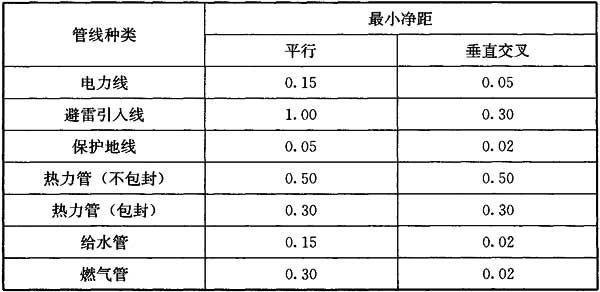 管线种类 最小净距
平行 垂直交叉
电力线 0.15 0.05
避雷引入线 1.00 0.30
保护地线 0.05 0.02
热力管（不包封） 0.50 0.50
热力管（包封） 0.30 0.30
给水管 0.15 0.02
燃气管 0.30 0.02